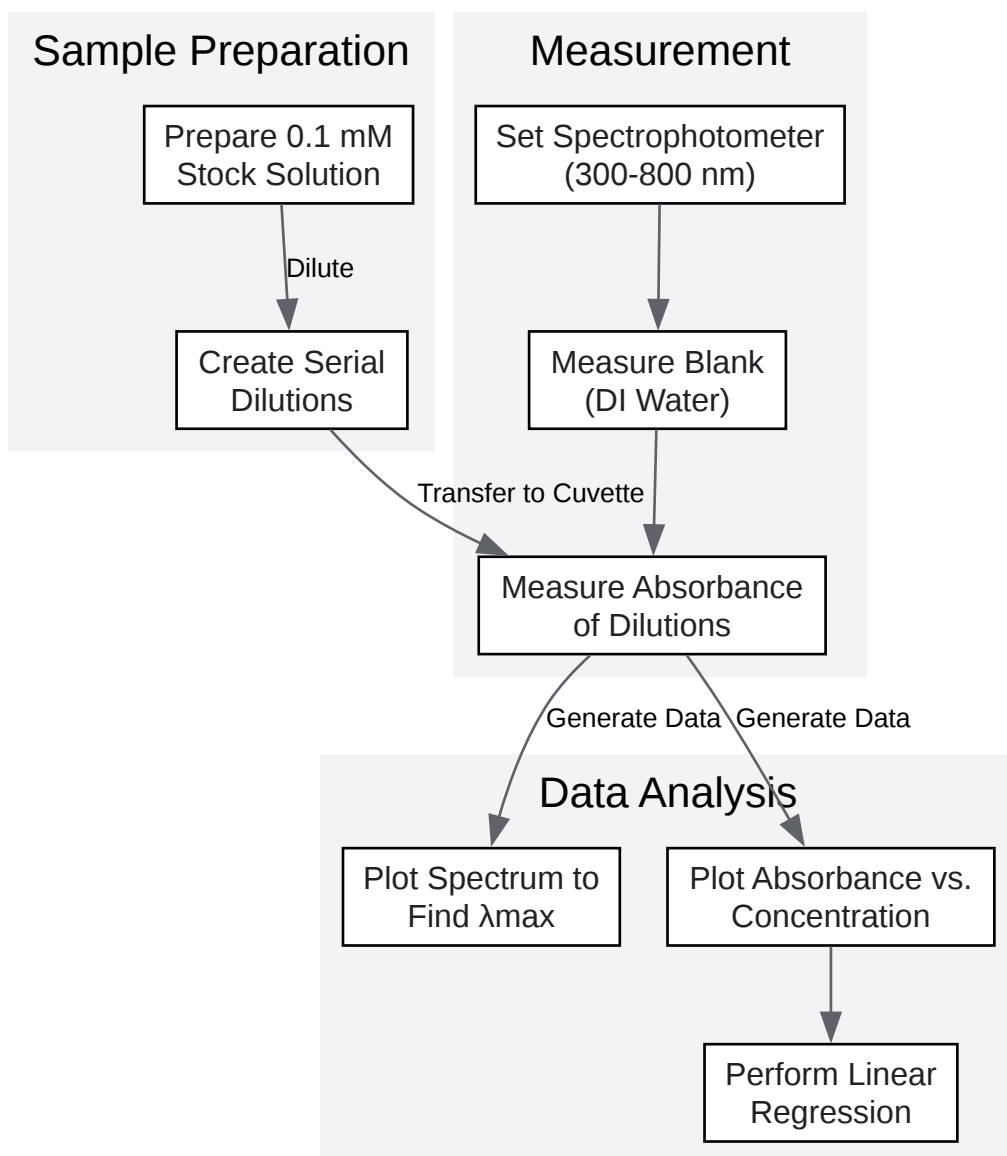 Sample Preparation
Prepare 0.1 mM
Stock Solution
Dilute
Create Serial
Dilutions
Measurement
Set Spectrophotometer
(300-800 nm)
Measure Blank
(DI Water)
Transfer to Cuvette
Measure Absorbance
of Dilutions
Generate Data
Generate Data
Data Analysis
Plot Spectrum to
Find λmax
Plot Absorbance vs.
Concentration
Perform Linear
Regression